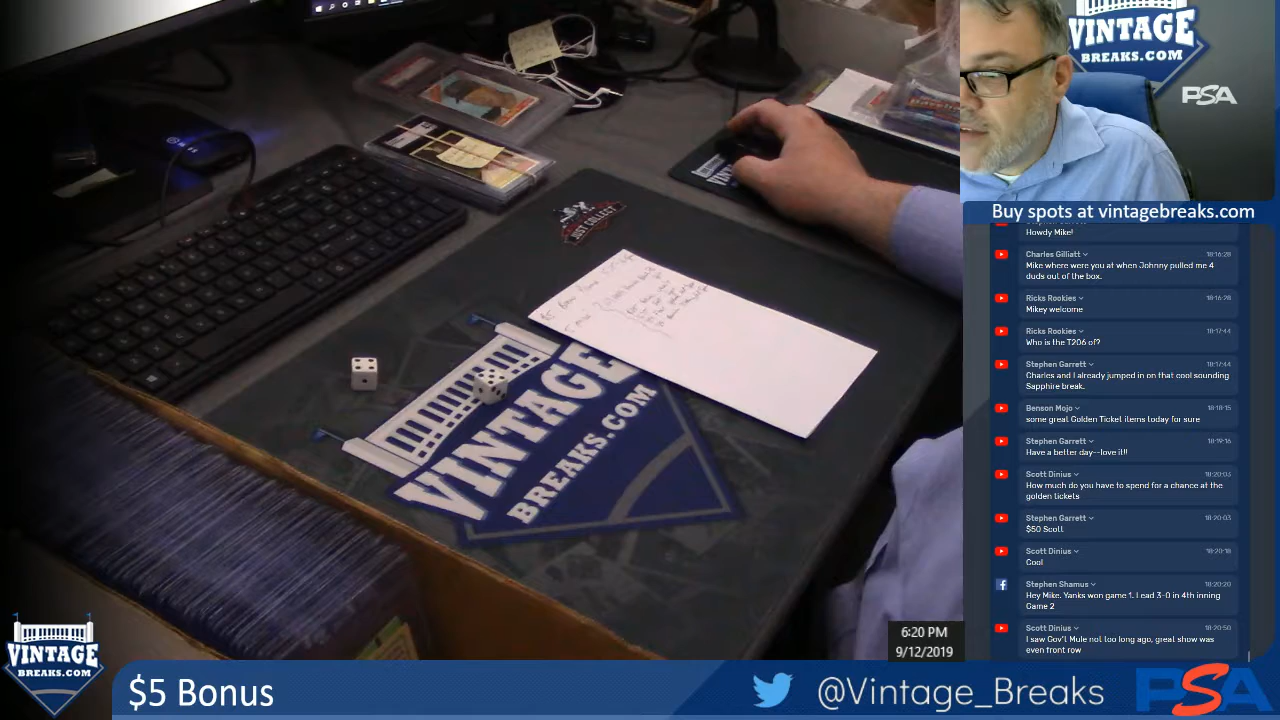 VINTAGE
BREAKS.COM
PSA
Buy spots at vintagebreaks.com
Howdy Mike!
Charles Gilliatt 18:16:28
Mike where were you at when Johnny pulled me 4
duds out of the box.
Ricks Rookies 18:16:28
Mikey welcome
Ricks Rookies 18:17:44
Who is the T206 of?
Stephen Garrett 18:17:44
Charles and I already jumped in on that cool sounding
Sapphire break.
Benson Mojo 18:18:15
some great Golden Ticket items today for sure
Stephen Garrett 18:19:16
Have a better day--love it!!
Scott Dinius 18:20:03
How much do you have to spend for a chance at the
golden tickets
Stephen Garrett 18:20:03
$50 Scott
Scott Dinius 18:20:18
Cool
Stephen Shamus 18:20:20
Hey Mike. Yanks won game 1. Lead 3-0 in 4th inning
Game 2
Scott Dinius 18:20:50
I saw Gov't Mule not too long ago, great show was
even front row
JUST COLLECT
VINTAGE
BREAKS.COM
6:20 PM
9/12/2019
VINTAGE
BREAKS.COM
$5 Bonus
@Vintage_Breaks
PSA